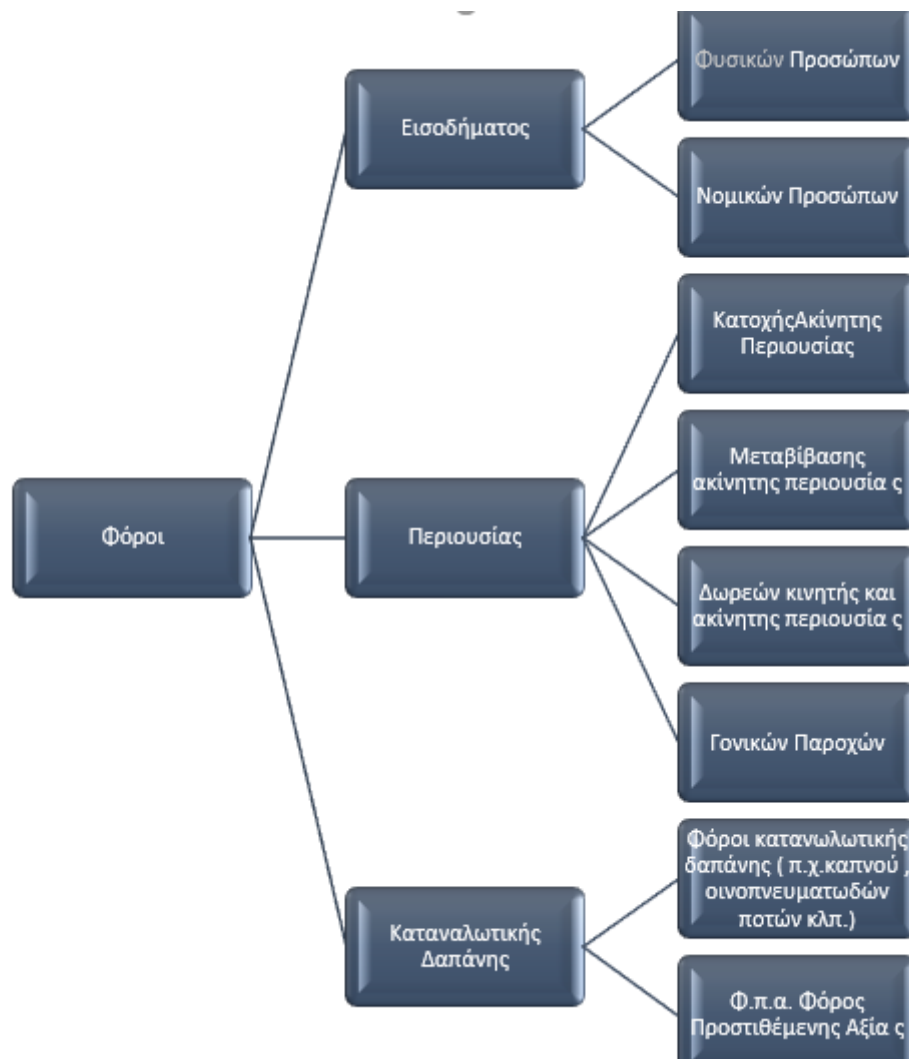 Φόροι
Εισοδήματος
Φυσικών Προσώπων
Νομικών Προσώπων
Περιουσίας
ΚατοχήςΑκίνητης
Περιουσίας
Μεταβίβασης
ακίνητης περιουσία ς
Δωρεών κινητής και
ακίνητης περιουσία ς
Γονικών Παροχών
Καταναλωτικής
Δαπάνης
Φόροι κατανωλωτικής
δαπάνης ( π.χ.καπνού ,
οινοπνευματωδών
ποτών κλπ.)
Φ.π.α. Φόρος
Προστιθέμενης Αξία ς